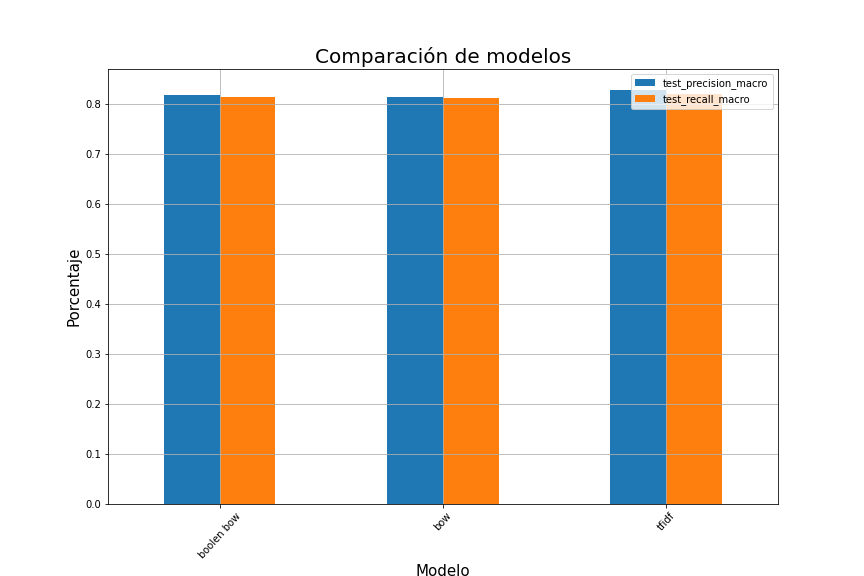 Comparación de modelos
test_precision_macro
test_recall_macro
Porcentaje
0.8
0.7
0.6
0.5
0.4
0.3
0.2
0.1
0.0
boolen bow
bow
tfidf
Modelo